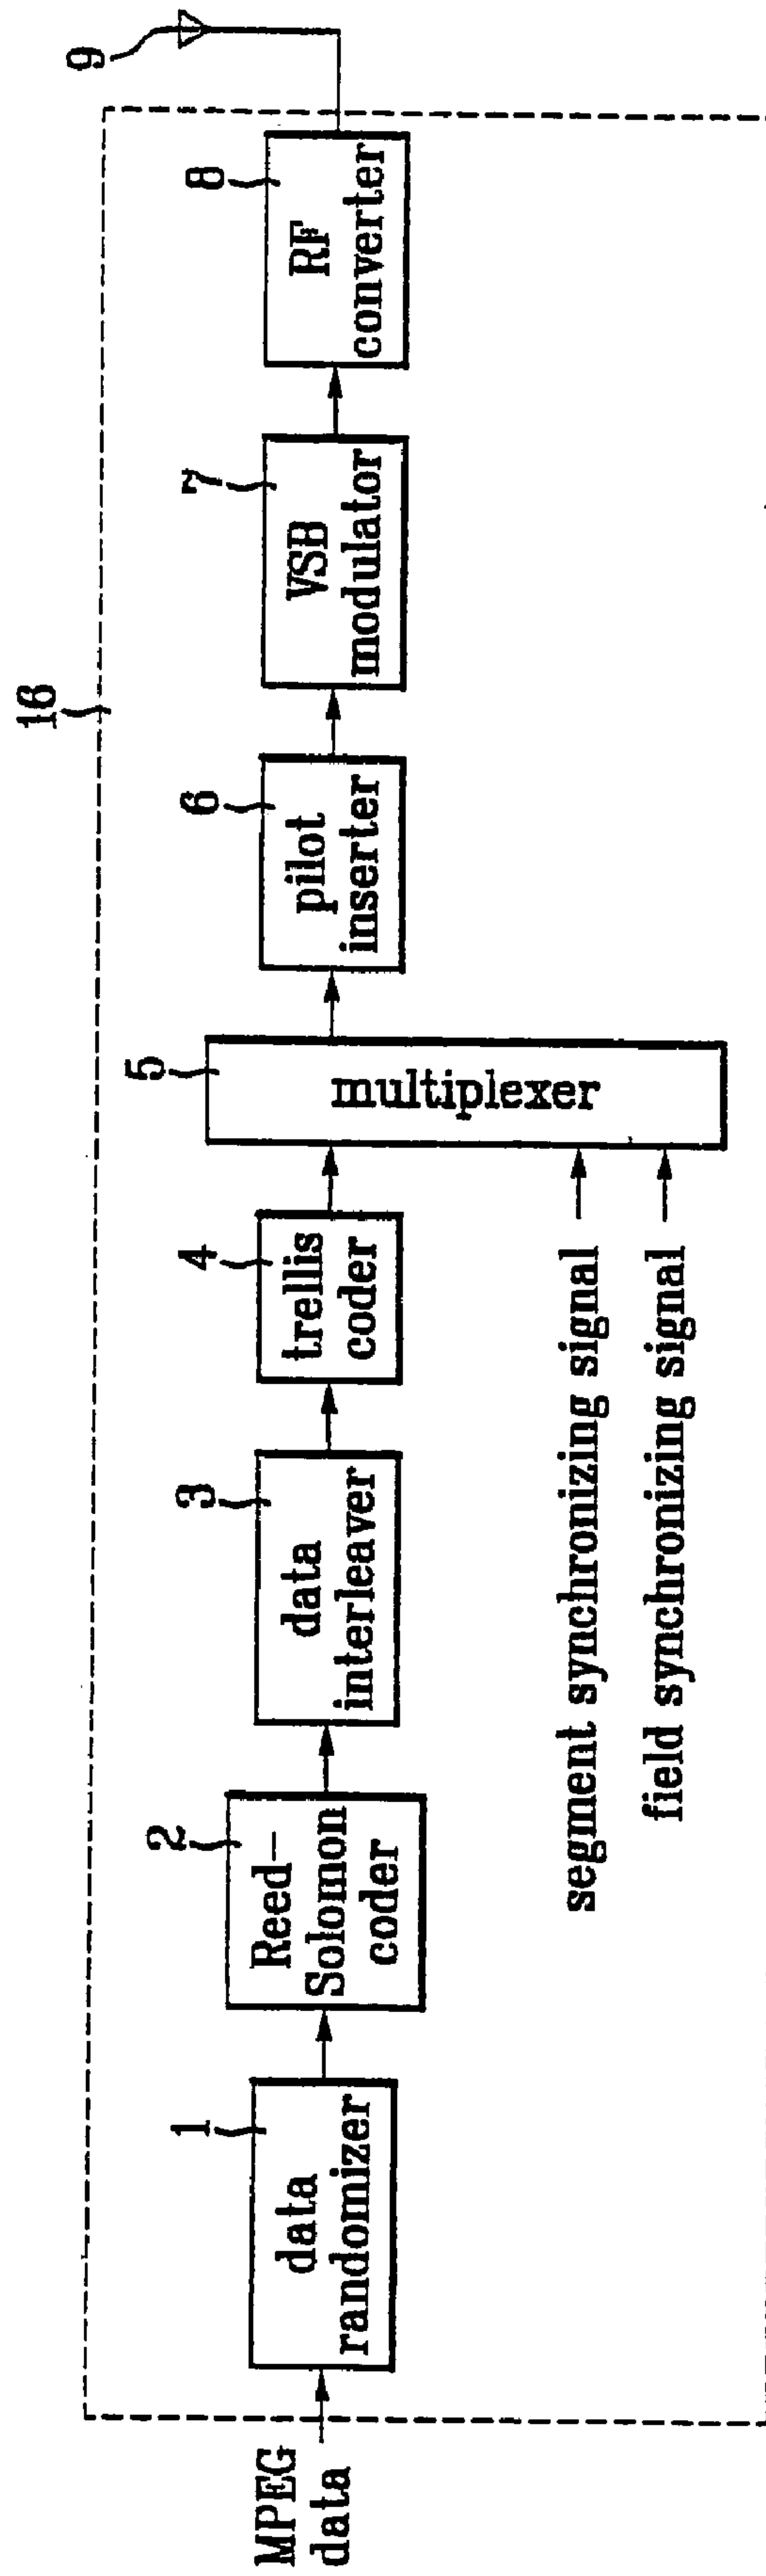 16
MPEG
data
1
data
randomizer
2
Reed-
Solomon
coder
3
data
interleaver
4
trellis
coder
5
multiplexer
6
pilot
inserter
7
VSB
modulator
8
RF
converter
9
segment synchronizing signal
field synchronizing signal